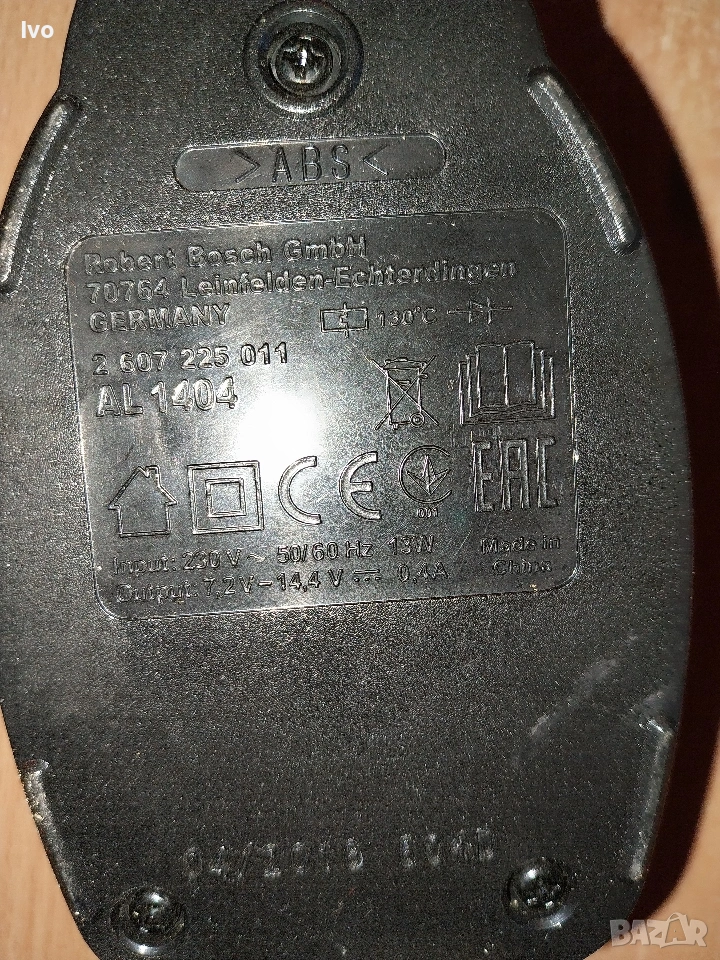 Ivo
>ABS<
Robert Bosch GmbH
70764 Leinfelden-Echterdingen
GERMANY
130°C
2 607 225 011
AL 1404
CE
EAC
Input: 230 V ~ 50/60 Hz 13W
Output: 7,2V – 14,4 V ⎓ 0,4A
Made in
China
BAZAR